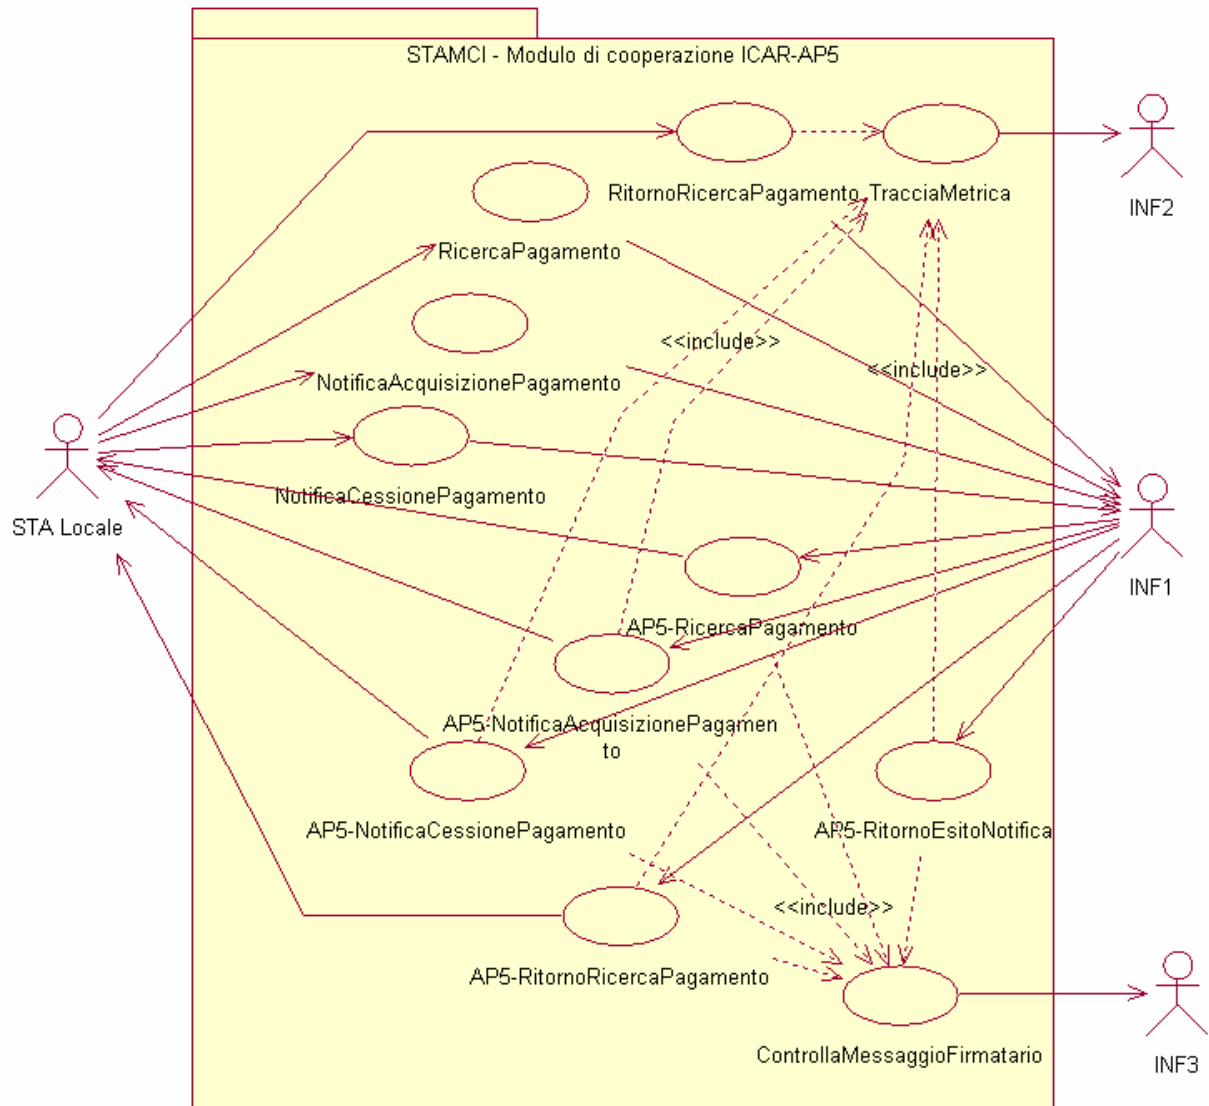 STAMCI - Modulo di cooperazione ICAR-AP5
RitornoRicercaPagamento
TracciaMetrica
INF2
RicercaPagamento
<<include>>
<<include>>
NotificaAcquisizionePagamento
NotificaCessionePagamento
STA Locale
INF1
AP5-RicercaPagamento
AP5-NotificaAcquisizionePagamen
to
AP5-NotificaCessionePagamento
AP5-RitornoEsitoNotifica
<<include>>
AP5-RitornoRicercaPagamento
ControllaMessaggioFirmatario
INF3